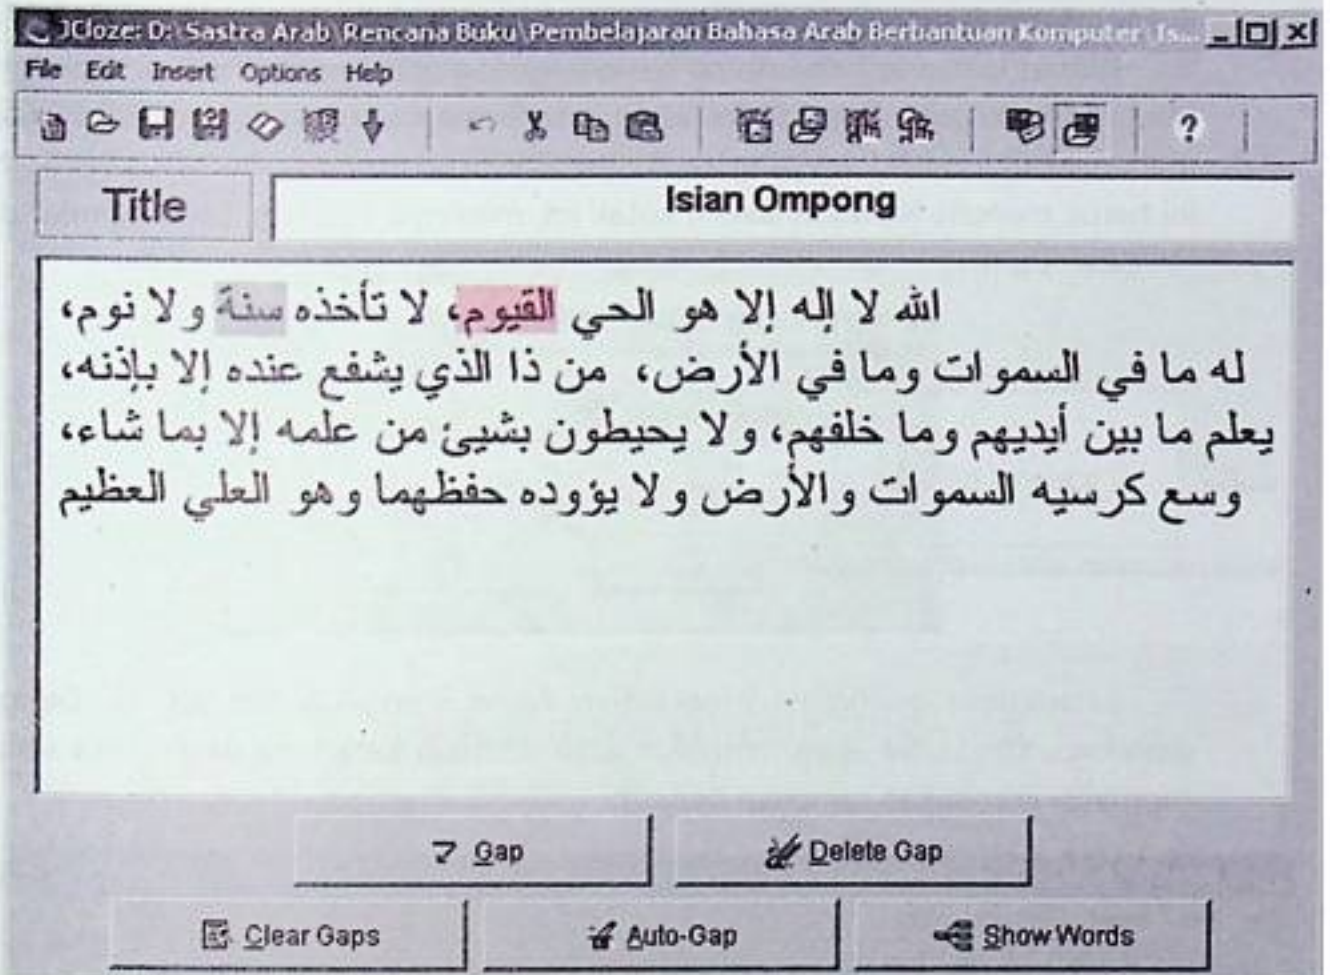 JCloze: D:\Sastra Arab\Rencana Buku\Pembelajaran Bahasa Arab Berbantuan Komputer\Is...
File Edit Insert Options Help
Title
Isian Ompong
الله لا إله إلا هو الحي القيوم، لا تأخذه سنة ولا نوم،
له ما في السموات وما في الأرض، من ذا الذي يشفع عنده إلا بإذنه،
يعلم ما بين أيديهم وما خلفهم، ولا يحيطون بشيئ من علمه إلا بما شاء،
وسع كرسيه السموات والأرض ولا يؤوده حفظهما وهو العلي العظيم
Gap Delete Gap
Clear Gaps Auto-Gap Show Words